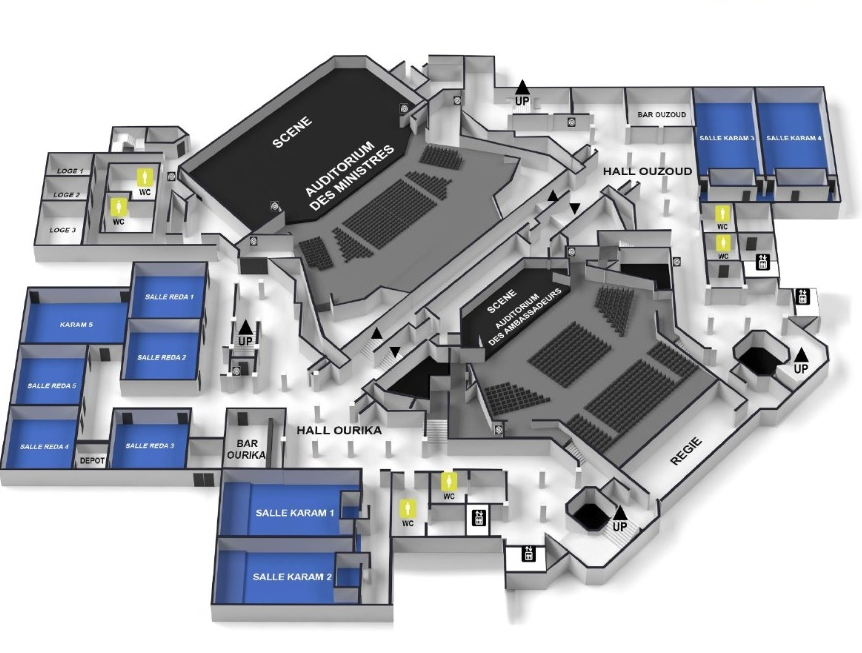 SCENE
AUDITORIUM
DES MINISTRES
UP
BAR OUZOUD
SALLE KARAM 3
SALLE KARAM 4
HALL OUZOUD
LOGE 1
LOGE 2
LOGE 3
WC
WC
WC
WC
SALLE REDA 1
KARAM 5
SALLE REDA 2
UP
SCENE
AUDITORIUM
DES AMBASSADEURS
UP
SALLE REDA 5
SALLE REDA 4
DEPOT
SALLE REDA 3
BAR
OURIKA
HALL OURIKA
REGIE
SALLE KARAM 1
WC
WC
UP
SALLE KARAM 2